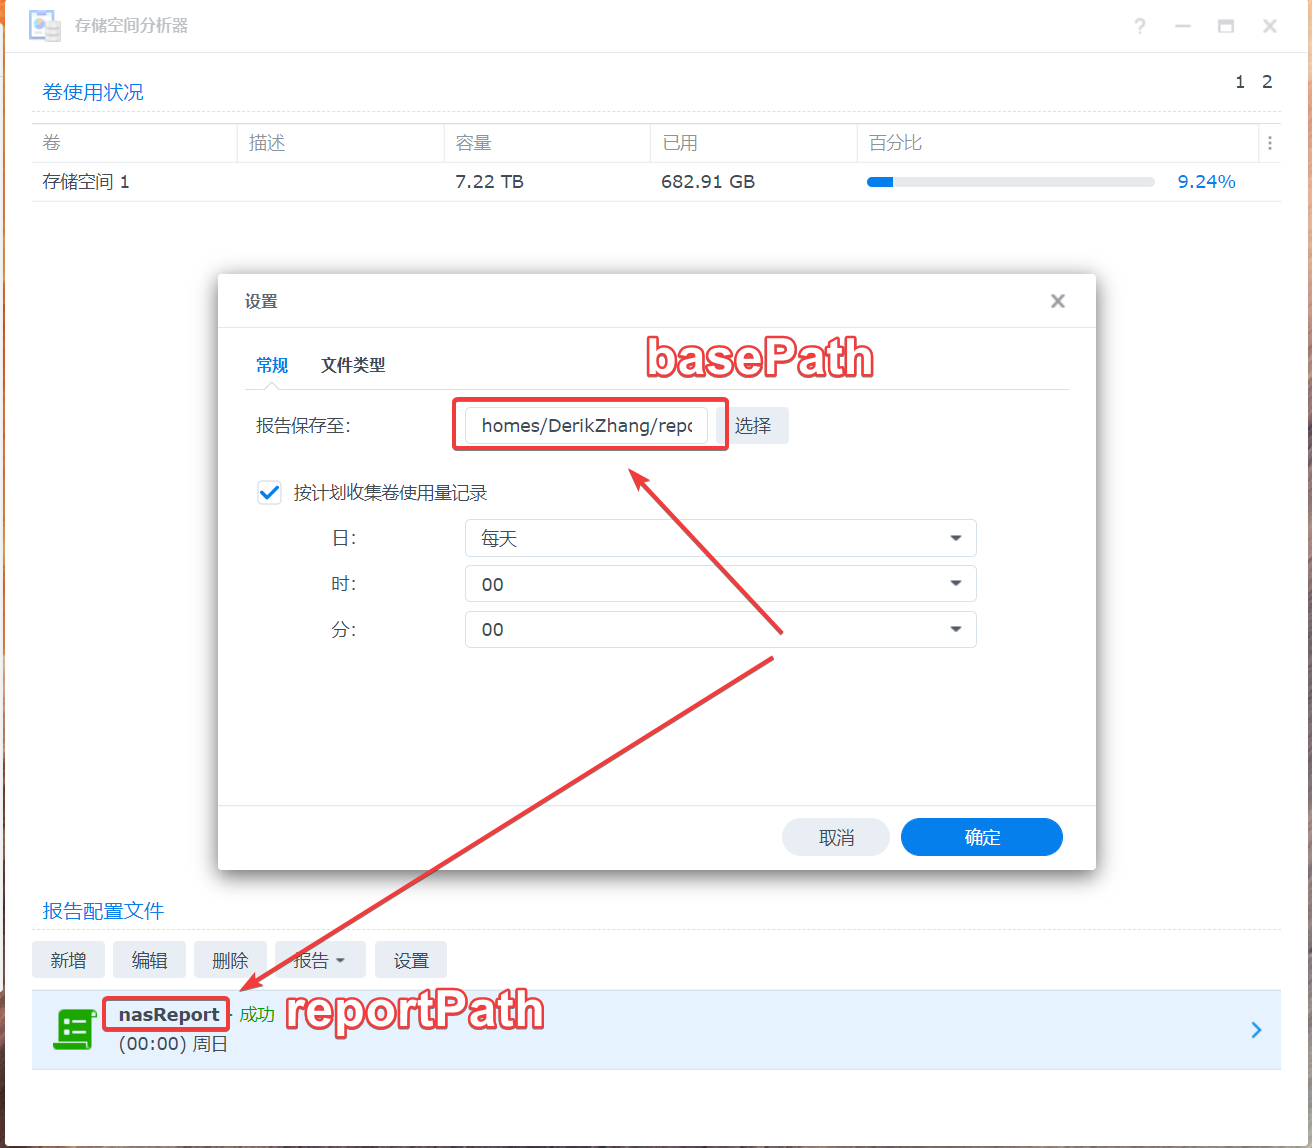 存储空间分析器
卷使用状况
1 2
卷 描述 容量 已用 百分比
存储空间 1 7.22 TB 682.91 GB 9.24%
设置
basePath
常规 文件类型
报告保存至: homes/DerikZhang/repo 选择
按计划收集卷使用量记录
日: 每天
时: 00
分: 00
取消 确定
报告配置文件
新增 编辑 删除 报告 设置
nasReport - 成功
reportPath
(00:00) 周日